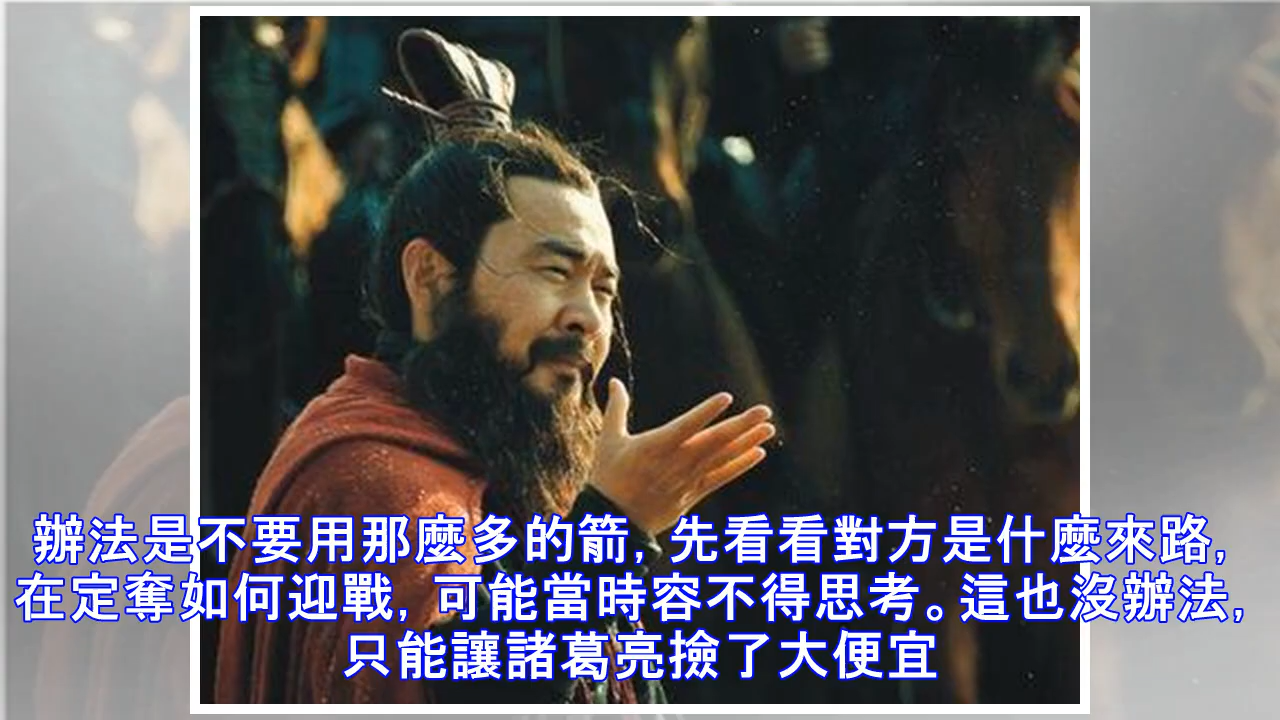 辦法是不要用那麼多的箭, 先看看對方是什麼來路,
在定奪如何迎戰, 可能當時容不得思考。這也沒辦法,
只能讓諸葛亮撿了大便宜